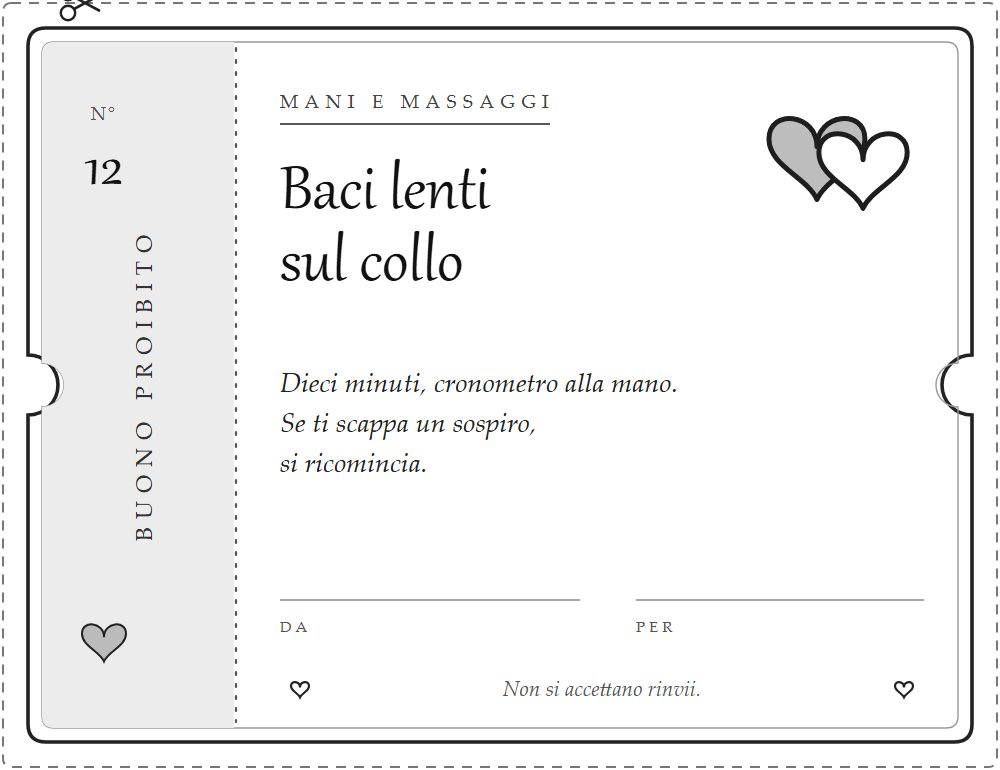 N°
12
BUONO PROIBITO
MANI E MASSAGGI
Baci lenti
sul collo
Dieci minuti, cronometro alla mano.
Se ti scappa un sospiro,
si ricomincia.
DA
PER
Non si accettano rinvii.